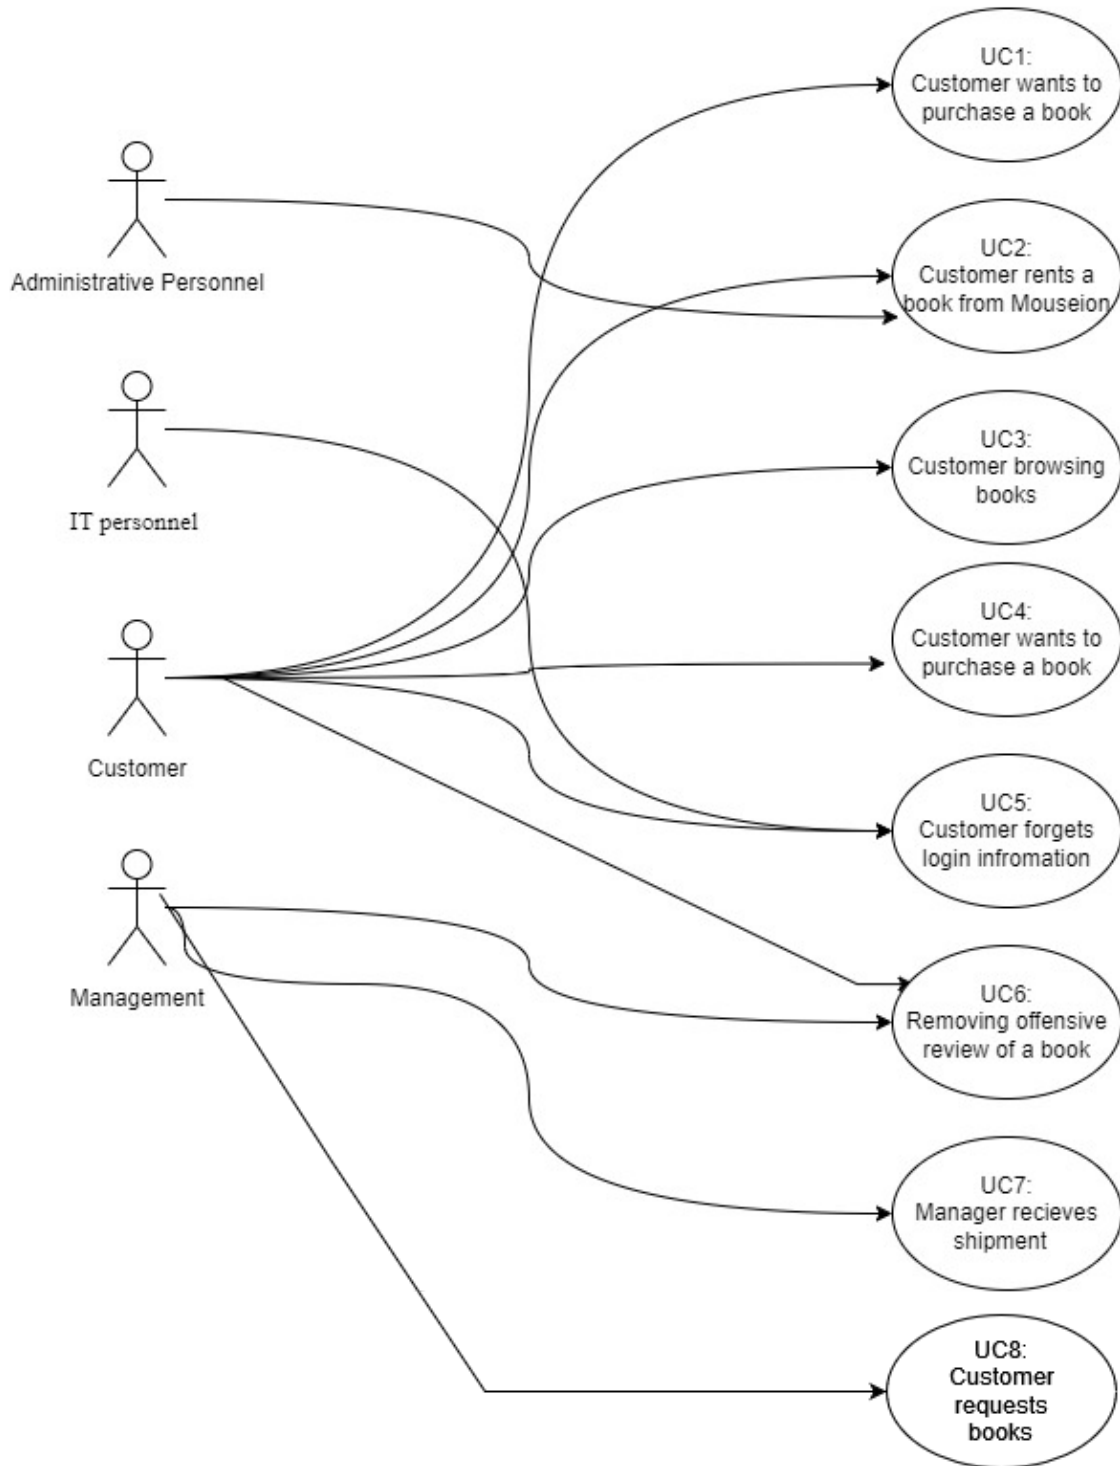 UC1:
Customer wants to
purchase a book
Administrative Personnel
UC2:
Customer rents a
book from Mouseion
IT personnel
UC3:
Customer browsing
books
Customer
UC4:
Customer wants to
purchase a book
UC5:
Customer forgets
login infromation
Management
UC6:
Removing offensive
review of a book
UC7:
Manager recieves
shipment
UC8:
Customer
requests
books